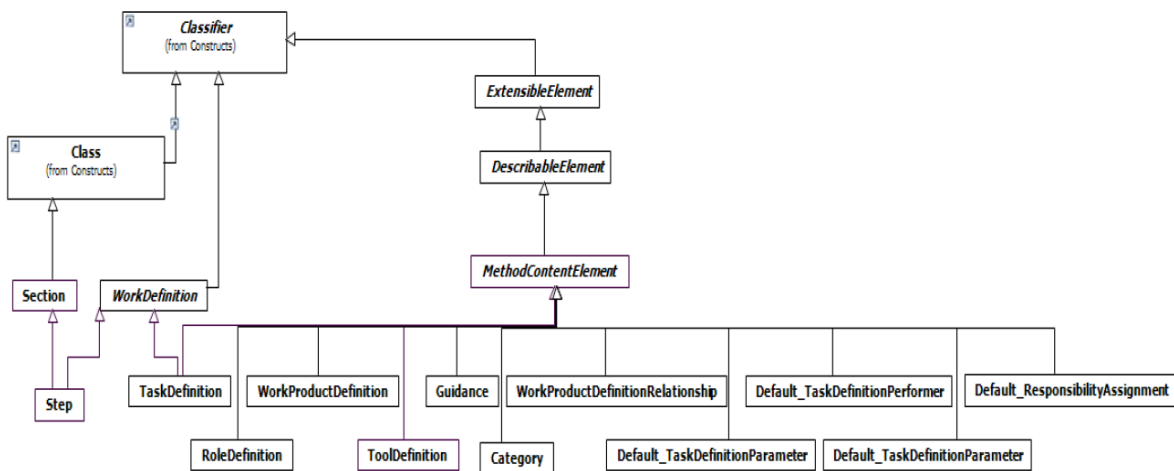 Classifier
(from Constructs)
ExtensibleElement
Class
(from Constructs)
DescribableElement
MethodContentElement
Section
WorkDefinition
TaskDefinition
WorkProductDefinition
Guidance
WorkProductDefinitionRelationship
Default_TaskDefinitionPerformer
Default_ResponsibilityAssignment
Step
RoleDefinition
ToolDefinition
Category
Default_TaskDefinitionParameter
Default_TaskDefinitionParameter